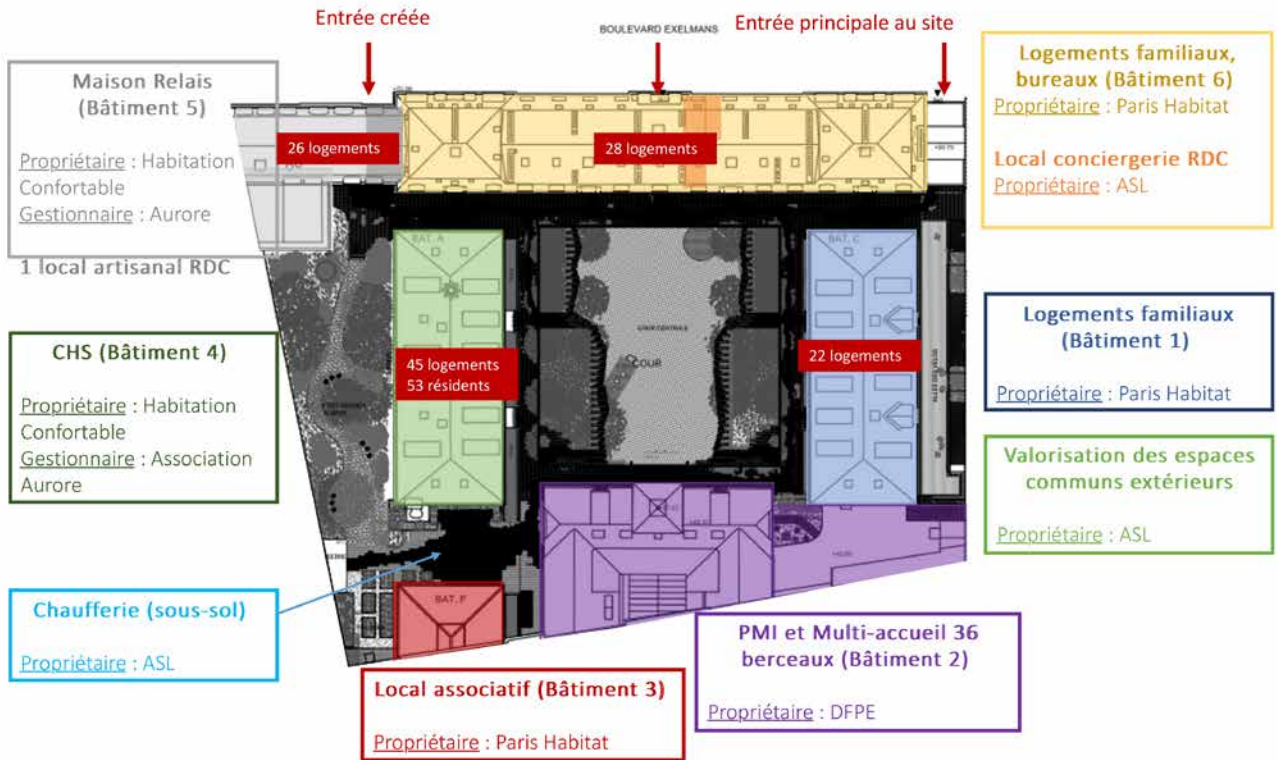 Entrée créée
BOULEVARD EXELMANS
Entrée principale au site
Maison Relais
(Bâtiment 5)
Propriétaire : Habitation
Confortable
Gestionnaire : Aurore
1 local artisanal RDC
26 logements
28 logements
Logements familiaux,
bureaux (Bâtiment 6)
Propriétaire : Paris Habitat
Local conciergerie RDC
Propriétaire : ASL
CHS (Bâtiment 4)
Propriétaire : Habitation
Confortable
Gestionnaire : Association
Aurore
BAT. A
45 logements
53 résidents
COUR
BAT. C
22 logements
Logements familiaux
(Bâtiment 1)
Propriétaire : Paris Habitat
Valorisation des espaces
communs extérieurs
Propriétaire : ASL
Chaufferie (sous-sol)
Propriétaire : ASL
Local associatif (Bâtiment 3)
Propriétaire : Paris Habitat
PMI et Multi-accueil 36
berceaux (Bâtiment 2)
Propriétaire : DFPE